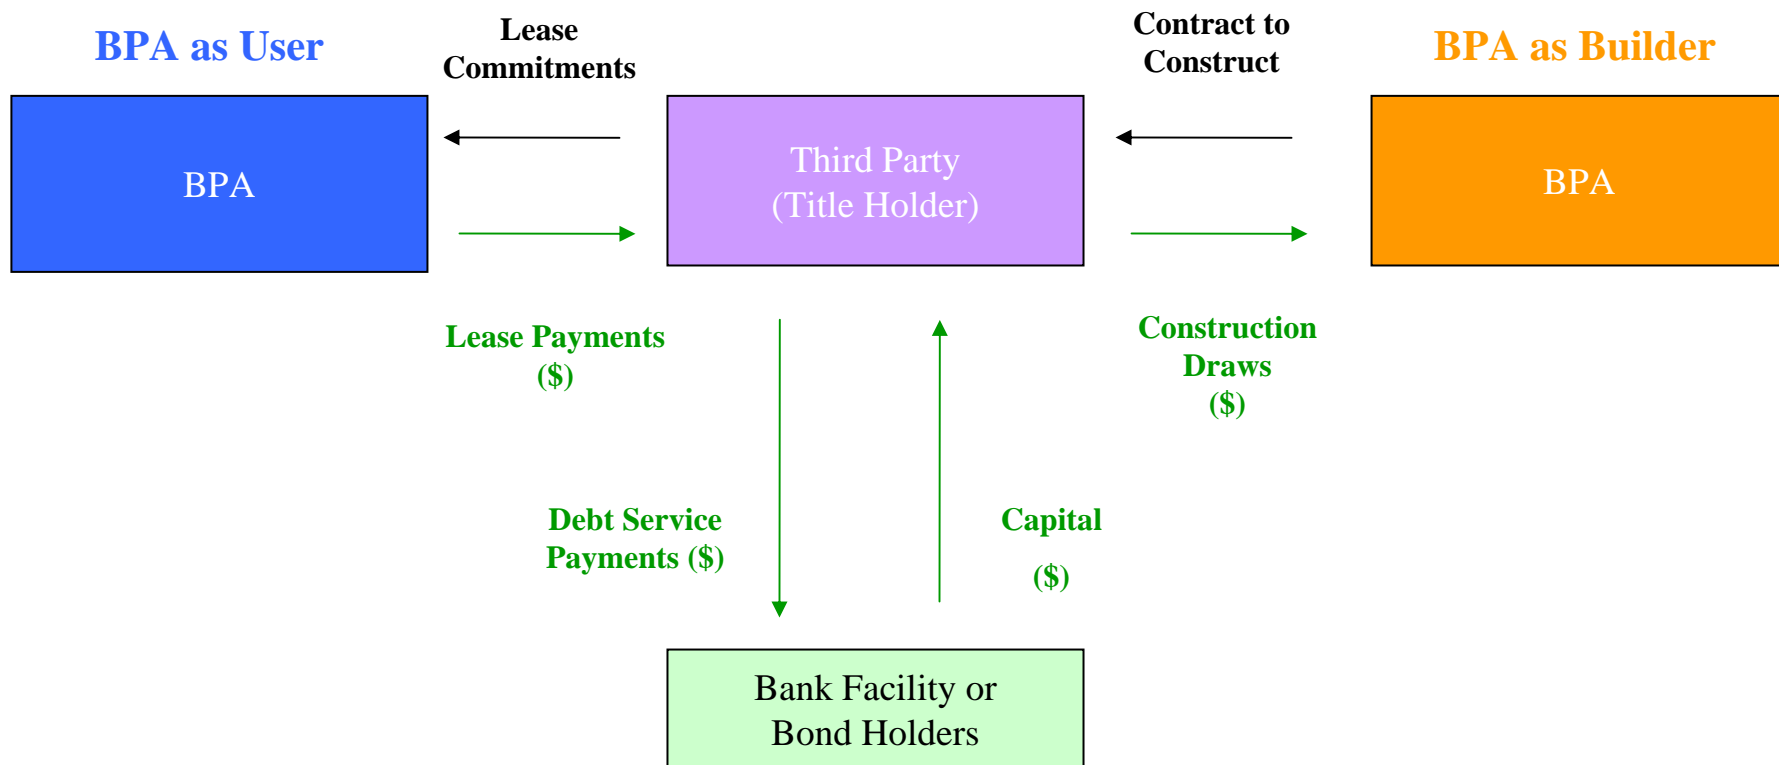 BPA as User
Lease
Commitments
Contract to
Construct
BPA as Builder
BPA
Third Party
(Title Holder)
BPA
Lease Payments
($)
Construction
Draws
($)
Debt Service
Payments ($)
Capital
($)
Bank Facility or
Bond Holders